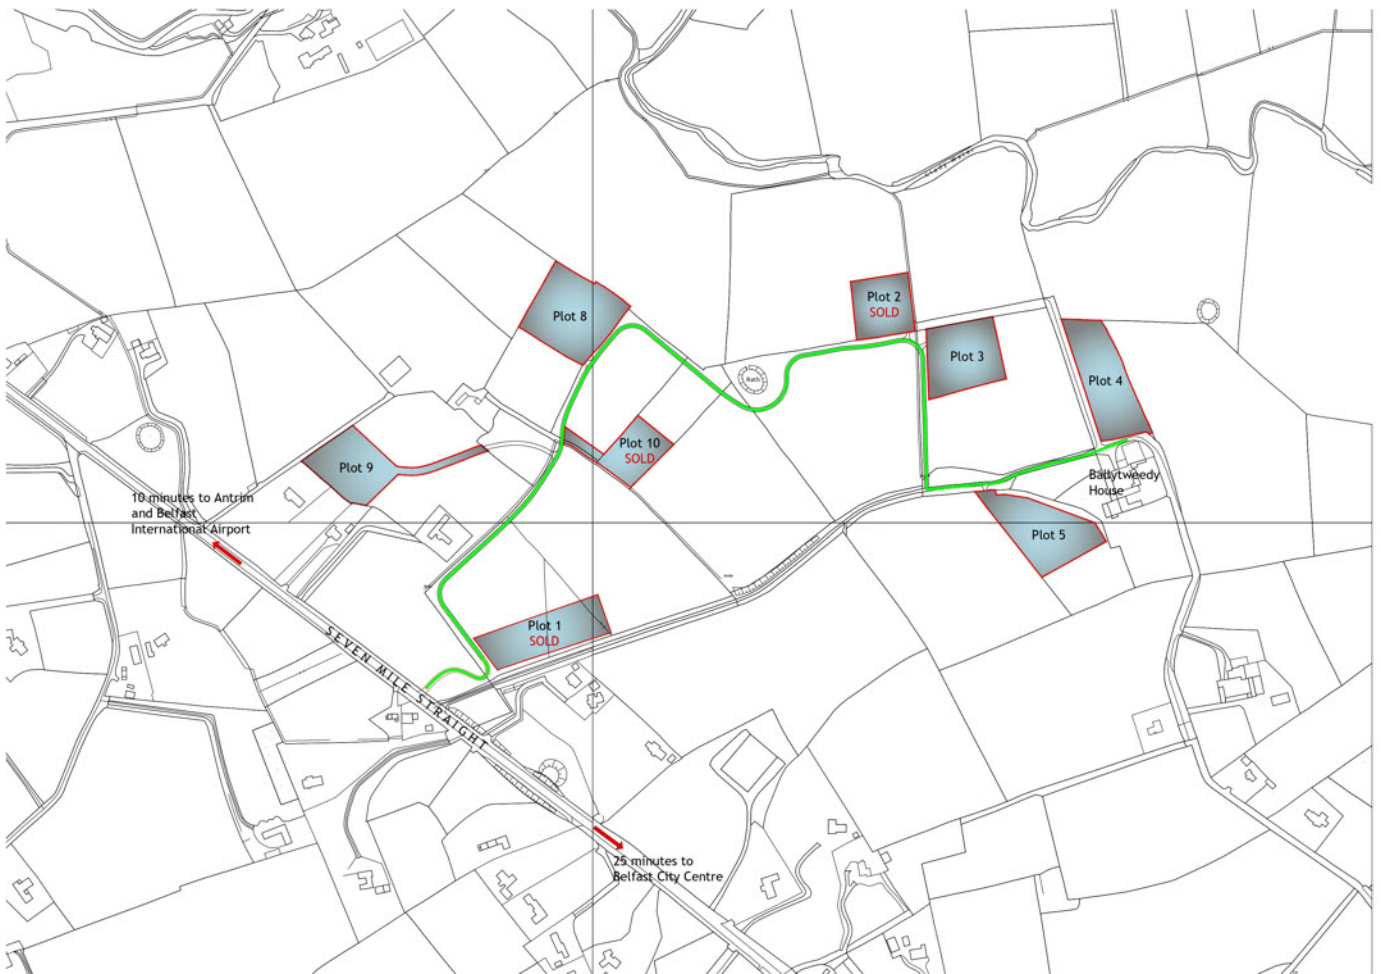 Plot 2
SOLD
Plot 8
Plot 3
Plot 4
Plot 10
SOLD
Plot 9
Rath
Ballytweedy
House
10 minutes to Antrim
and Belfast
International Airport
Plot 5
Plot 1
SOLD
SEVEN MILE STRAIGHT
25 minutes to
Belfast City Centre